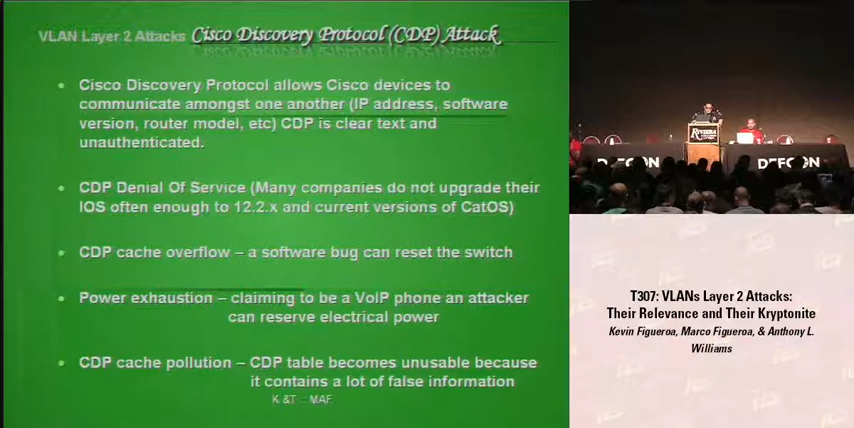 VLAN Layer 2 Attacks Cisco Discovery Protocol (CDP) Attack
• Cisco Discovery Protocol allows Cisco devices to
communicate amongst one another (IP address, software
version, router model, etc) CDP is clear text and
unauthenticated.
• CDP Denial Of Service (Many companies do not upgrade their
IOS often enough to 12.2.x and current versions of CatOS)
• CDP cache overflow – a software bug can reset the switch
• Power exhaustion – claiming to be a VoIP phone an attacker
can reserve electrical power
• CDP cache pollution – CDP table becomes unusable because
it contains a lot of false information
K &T – MAF
RIVIERA
DEFCON
DEFCON
T307: VLANs Layer 2 Attacks:
Their Relevance and Their Kryptonite
Kevin Figueroa, Marco Figueroa, & Anthony L.
Williams